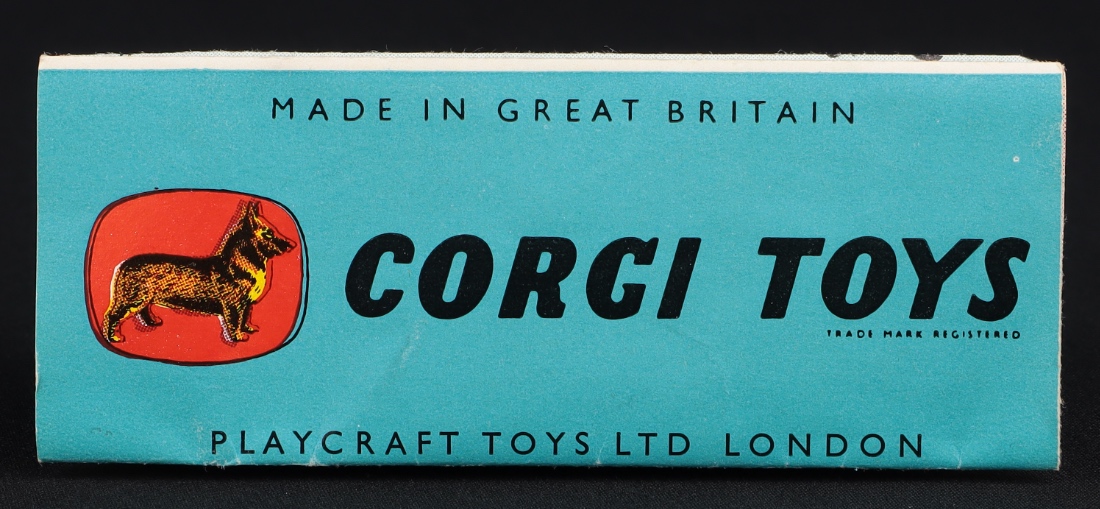 MADE IN GREAT BRITAIN
CORGI TOYS
TRADE MARK REGISTERED
PLAYCRAFT TOYS LTD LONDON